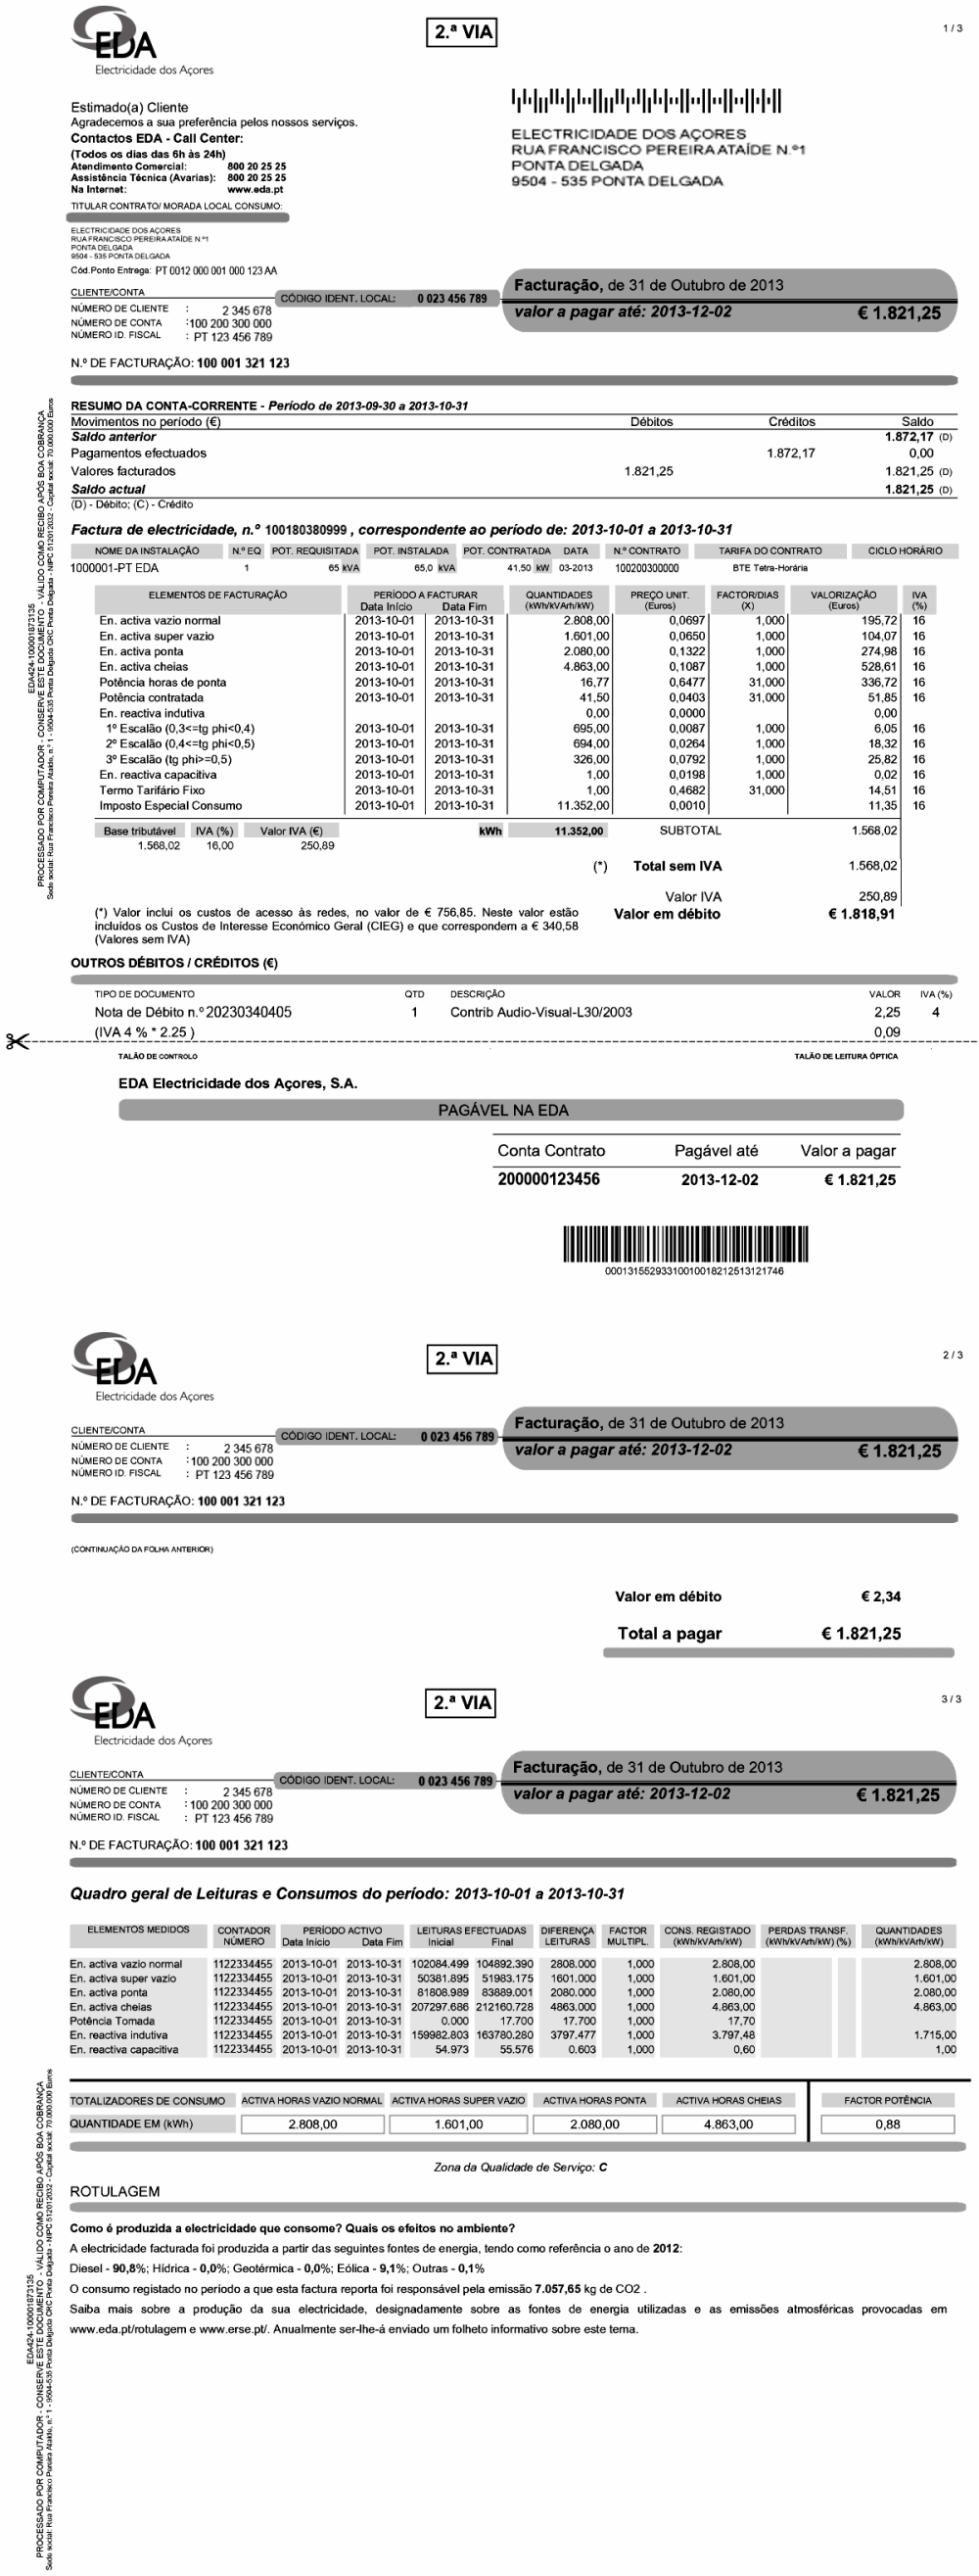 EDA
Electricidade dos Açores
2.ª VIA
1 / 3
Estimado(a) Cliente
Agradecemos a sua preferência pelos nossos serviços.
Contactos EDA - Call Center:
(Todos os dias das 6h às 24h)
Atendimento Comercial: 800 20 25 25
Assistência Técnica (Avarias): 800 20 25 25
Na Internet: www.eda.pt
ELECTRICIDADE DOS AÇORES
RUA FRANCISCO PEREIRA ATAÍDE N.º1
PONTA DELGADA
9504 - 535 PONTA DELGADA
TITULAR CONTRATO/ MORADA LOCAL CONSUMO:
ELECTRICIDADE DOS AÇORES
RUA FRANCISCO PEREIRA ATAÍDE N º1
PONTA DELGADA
9504 - 535 PONTA DELGADA
Cód.Ponto Entrega: PT 0012 000 001 000 123 AA
CLIENTE/CONTA
NÚMERO DE CLIENTE : 2 345 678
NÚMERO DE CONTA : 100 200 300 000
NÚMERO ID. FISCAL : PT 123 456 789
CÓDIGO IDENT. LOCAL: 0 023 456 789
Facturação, de 31 de Outubro de 2013
valor a pagar até: 2013-12-02 € 1.821,25
N.º DE FACTURAÇÃO: 100 001 321 123
RESUMO DA CONTA-CORRENTE - Período de 2013-09-30 a 2013-10-31
Movimentos no período (€) Débitos Créditos Saldo
Saldo anterior 1.872,17 (D)
Pagamentos efectuados 1.872,17 0,00
Valores facturados 1.821,25 1.821,25 (D)
Saldo actual 1.821,25 (D)
(D) - Débito; (C) - Crédito
Factura de electricidade, n.º 100180380999 , correspondente ao período de: 2013-10-01 a 2013-10-31
NOME DA INSTALAÇÃO N.º EQ POT. REQUISITADA POT. INSTALADA POT. CONTRATADA DATA N.º CONTRATO TARIFA DO CONTRATO CICLO HORÁRIO
1000001-PT EDA 1 65 kVA 65,0 kVA 41,50 kW 03-2013 100200300000 BTE Tetra-Horária
ELEMENTOS DE FACTURAÇÃO PERÍODO A FACTURAR QUANTIDADES PREÇO UNIT. FACTOR/DIAS VALORIZAÇÃO IVA
Data Início Data Fim (kWh/kVArh/kW) (Euros) (X) (Euros) (%)
En. activa vazio normal 2013-10-01 2013-10-31 2.808,00 0,0697 1,000 195,72 16
En. activa super vazio 2013-10-01 2013-10-31 1.601,00 0,0650 1,000 104,07 16
En. activa ponta 2013-10-01 2013-10-31 2.080,00 0,1322 1,000 274,98 16
En. activa cheias 2013-10-01 2013-10-31 4.863,00 0,1087 1,000 528,61 16
Potência horas de ponta 2013-10-01 2013-10-31 16,77 0,6477 31,000 336,72 16
Potência contratada 2013-10-01 2013-10-31 41,50 0,0403 31,000 51,85 16
En. reactiva indutiva 0,00 0,0000 0,00
1º Escalão (0,3<=tg phi<0,4) 2013-10-01 2013-10-31 695,00 0,0087 1,000 6,05 16
2º Escalão (0,4<=tg phi<0,5) 2013-10-01 2013-10-31 694,00 0,0264 1,000 18,32 16
3º Escalão (tg phi>=0,5) 2013-10-01 2013-10-31 326,00 0,0792 1,000 25,82 16
En. reactiva capacitiva 2013-10-01 2013-10-31 1,00 0,0198 1,000 0,02 16
Termo Tarifário Fixo 2013-10-01 2013-10-31 1,00 0,4682 31,000 14,51 16
Imposto Especial Consumo 2013-10-01 2013-10-31 11.352,00 0,0010 11,35 16
Base tributável IVA (%) Valor IVA (€) kWh 11.352,00 SUBTOTAL 1.568,02
1.568,02 16,00 250,89
(*) Total sem IVA 1.568,02
Valor IVA 250,89
Valor em débito € 1.818,91
(*) Valor inclui os custos de acesso às redes, no valor de € 756,85. Neste valor estão
incluídos os Custos de Interesse Económico Geral (CIEG) e que correspondem a € 340,58
(Valores sem IVA)
OUTROS DÉBITOS / CRÉDITOS (€)
TIPO DE DOCUMENTO QTD DESCRIÇÃO VALOR IVA (%)
Nota de Débito n.º 20230340405 1 Contrib Audio-Visual-L30/2003 2,25 4
(IVA 4 % * 2.25 ) 0,09
EDA424-100001873135
PROCESSADO POR COMPUTADOR - CONSERVE ESTE DOCUMENTO - VÁLIDO COMO RECIBO APÓS BOA COBRANÇA
Sede social: Rua Francisco Pereira Ataíde, n.º 1 - 9504-535 Ponta Delgada CRC Ponta Delgada - NIPC 512012032 - Capital social: 70.000.000 Euros
TALÃO DE CONTROLO TALÃO DE LEITURA ÓPTICA
EDA Electricidade dos Açores, S.A.
PAGÁVEL NA EDA
Conta Contrato Pagável até Valor a pagar
200000123456 2013-12-02 € 1.821,25
00013155293310010018212513121746
EDA
Electricidade dos Açores
2.ª VIA
2 / 3
CLIENTE/CONTA
NÚMERO DE CLIENTE : 2 345 678
NÚMERO DE CONTA : 100 200 300 000
NÚMERO ID. FISCAL : PT 123 456 789
CÓDIGO IDENT. LOCAL: 0 023 456 789
Facturação, de 31 de Outubro de 2013
valor a pagar até: 2013-12-02 € 1.821,25
N.º DE FACTURAÇÃO: 100 001 321 123
(CONTINUAÇÃO DA FOLHA ANTERIOR)
Valor em débito € 2,34
Total a pagar € 1.821,25
EDA
Electricidade dos Açores
2.ª VIA
3 / 3
CLIENTE/CONTA
NÚMERO DE CLIENTE : 2 345 678
NÚMERO DE CONTA : 100 200 300 000
NÚMERO ID. FISCAL : PT 123 456 789
CÓDIGO IDENT. LOCAL: 0 023 456 789
Facturação, de 31 de Outubro de 2013
valor a pagar até: 2013-12-02 € 1.821,25
N.º DE FACTURAÇÃO: 100 001 321 123
Quadro geral de Leituras e Consumos do período: 2013-10-01 a 2013-10-31
ELEMENTOS MEDIDOS CONTADOR PERÍODO ACTIVO LEITURAS EFECTUADAS DIFERENÇA FACTOR CONS. REGISTADO PERDAS TRANSF. QUANTIDADES
NÚMERO Data Início Data Fim Inicial Final LEITURAS MULTIPL. (kWh/kVArh/kW) (kWh/kVArh/kW) (%) (kWh/kVArh/kW)
En. activa vazio normal 1122334455 2013-10-01 2013-10-31 102084.499 104892.390 2808.000 1,000 2.808,00 2.808,00
En. activa super vazio 1122334455 2013-10-01 2013-10-31 50381.895 51983.175 1601.000 1,000 1.601,00 1.601,00
En. activa ponta 1122334455 2013-10-01 2013-10-31 81808.989 83889.001 2080.000 1,000 2.080,00 2.080,00
En. activa cheias 1122334455 2013-10-01 2013-10-31 207297.686 212160.728 4863.000 1,000 4.863,00 4.863,00
Potência Tomada 1122334455 2013-10-01 2013-10-31 0.000 17.700 17.700 1,000 17,70
En. reactiva indutiva 1122334455 2013-10-01 2013-10-31 159982.803 163780.280 3797.477 1,000 3.797,48 1.715,00
En. reactiva capacitiva 1122334455 2013-10-01 2013-10-31 54.973 55.576 0.603 1,000 0,60 1,00
TOTALIZADORES DE CONSUMO ACTIVA HORAS VAZIO NORMAL ACTIVA HORAS SUPER VAZIO ACTIVA HORAS PONTA ACTIVA HORAS CHEIAS FACTOR POTÊNCIA
QUANTIDADE EM (kWh) 2.808,00 1.601,00 2.080,00 4.863,00 0,88
Zona da Qualidade de Serviço: C
ROTULAGEM
Como é produzida a electricidade que consome? Quais os efeitos no ambiente?
A electricidade facturada foi produzida a partir das seguintes fontes de energia, tendo como referência o ano de 2012:
Diesel - 90,8%; Hídrica - 0,0%; Geotérmica - 0,0%; Eólica - 9,1%; Outras - 0,1%
O consumo registado no período a que esta factura reporta foi responsável pela emissão 7.057,65 kg de CO2 .
Saiba mais sobre a produção da sua electricidade, designadamente sobre as fontes de energia utilizadas e as emissões atmosféricas provocadas em
www.eda.pt/rotulagem e www.erse.pt/. Anualmente ser-lhe-á enviado um folheto informativo sobre este tema.
EDA424-100001873135
PROCESSADO POR COMPUTADOR - CONSERVE ESTE DOCUMENTO - VÁLIDO COMO RECIBO APÓS BOA COBRANÇA
Sede social: Rua Francisco Pereira Ataíde, n.º 1 - 9504-535 Ponta Delgada CRC Ponta Delgada - NIPC 512012032 - Capital social: 70.000.000 Euros